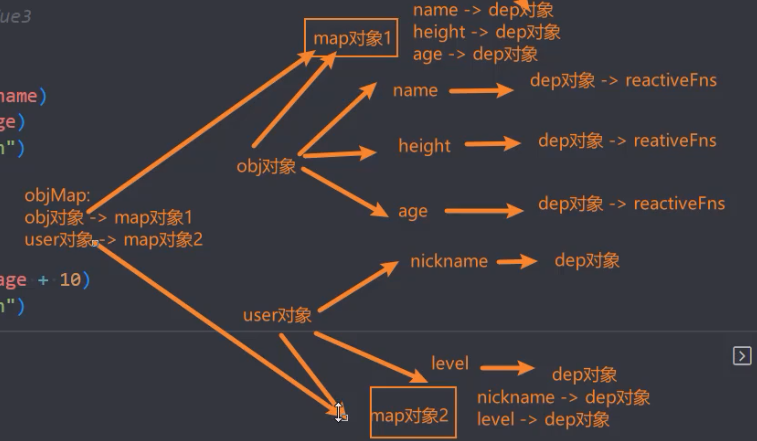 ue3
name -> dep对象
map对象1
height -> dep对象
age -> dep对象
name)
name
dep对象 -> reactiveFns
ge)
n")
height
dep对象 -> reativeFns
obj对象
objMap:
obj对象 -> map对象1
age
dep对象 -> reactiveFns
user对象 -> map对象2
nickname
dep对象
age + 10)
n")
user对象
level
dep对象
nickname -> dep对象
map对象2
level -> dep对象